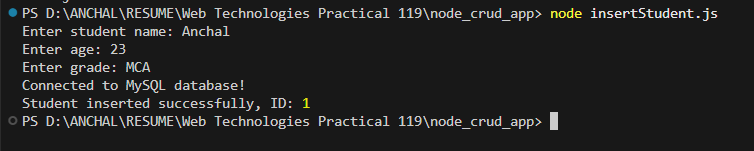 PS D:\ANCHAL\RESUME\Web Technologies Practical 119\node_crud_app> node insertStudent.js
Enter student name: Anchal
Enter age: 23
Enter grade: MCA
Connected to MySQL database!
Student inserted successfully, ID: 1
PS D:\ANCHAL\RESUME\Web Technologies Practical 119\node_crud_app>